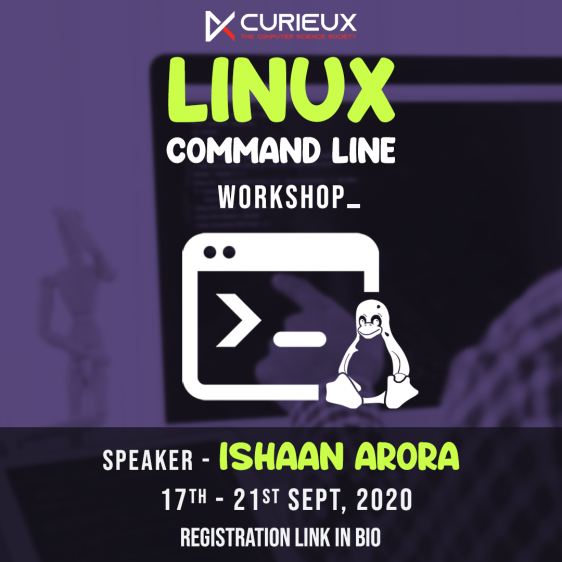 CURIEUX
THE COMPUTER SCIENCE SOCIETY
LINUX
COMMAND LINE
WORKSHOP_
>_
SPEAKER - ISHAAN ARORA
17TH - 21ST SEPT, 2020
REGISTRATION LINK IN BIO